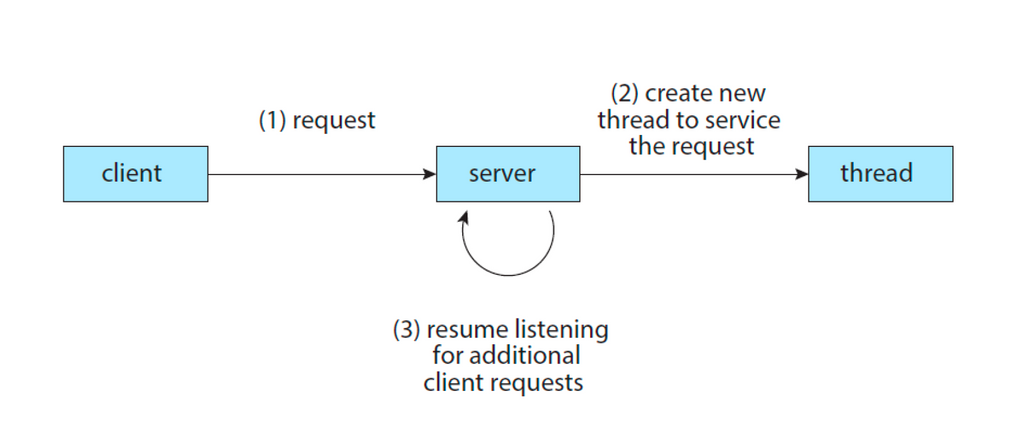 (1) request
(2) create new
thread to service
the request
client
server
thread
(3) resume listening
for additional
client requests